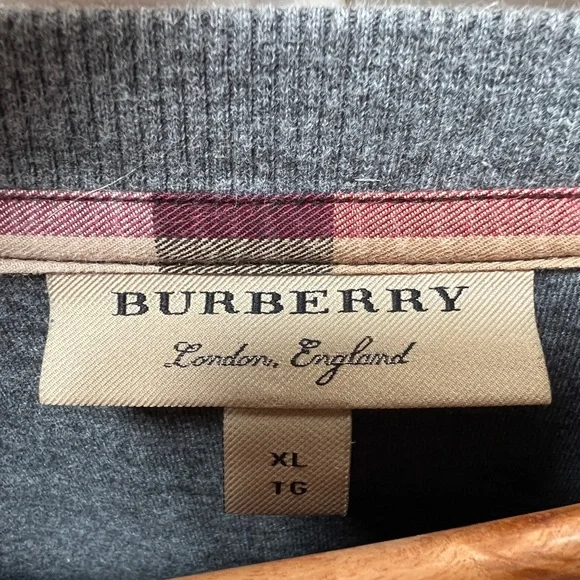 BURBERRY
London, England
XL
TG